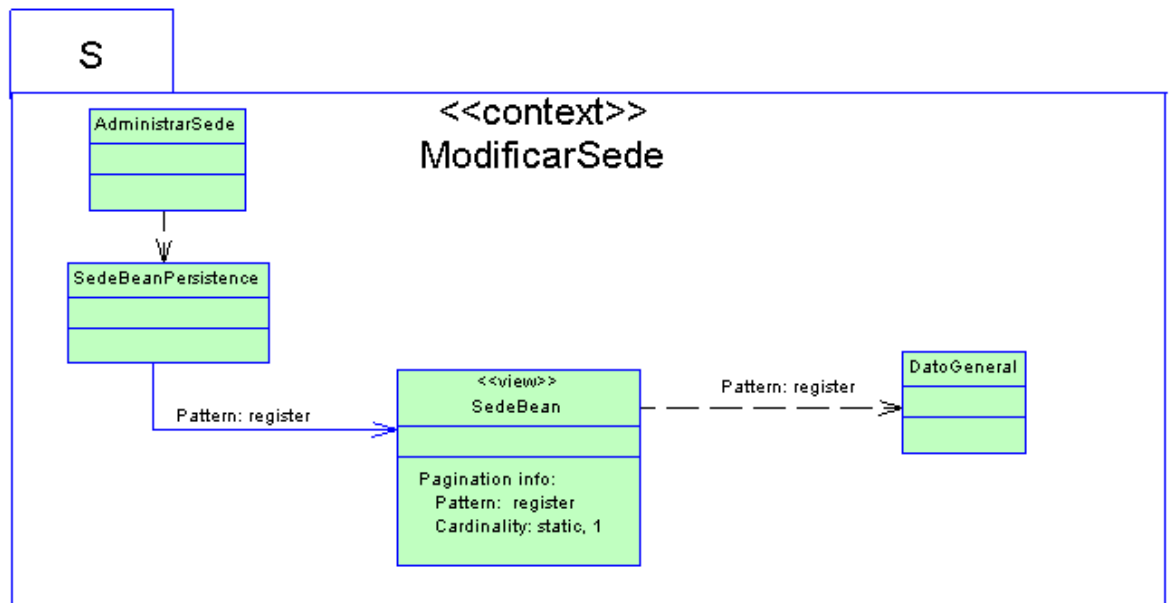 S
<<context>>
ModificarSede
AdministrarSede
SedeBeanPersistence
Pattern: register
<<view>>
SedeBean
Pagination info:
Pattern: register
Cardinality: static, 1
Pattern: register
DatoGeneral